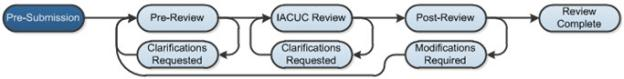 Pre-Submission
Pre-Review
IACUC Review
Post-Review
Review
Complete
Clarifications
Requested
Clarifications
Requested
Modifications
Required